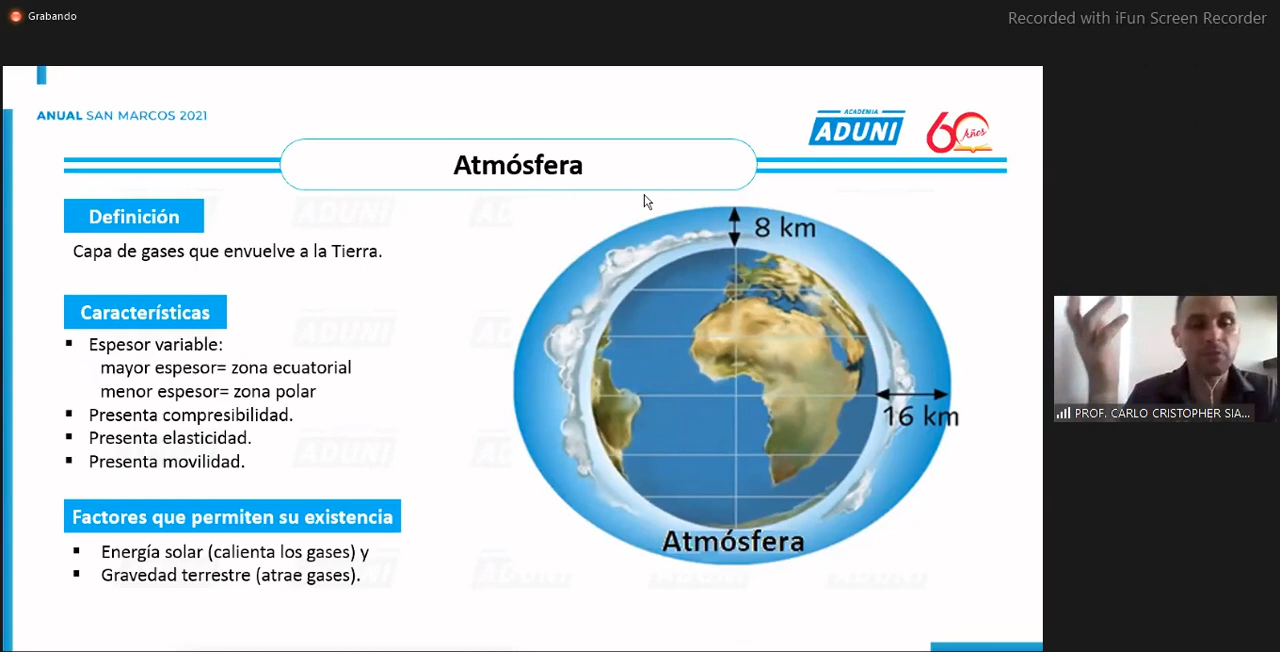 Grabando
Recorded with iFun Screen Recorder
ANUAL SAN MARCOS 2021
ACADEMIA
ADUNI
60 Años
Atmósfera
Definición
Capa de gases que envuelve a la Tierra.
Características
▪ Espesor variable:
mayor espesor= zona ecuatorial
menor espesor= zona polar
▪ Presenta compresibilidad.
▪ Presenta elasticidad.
▪ Presenta movilidad.
Factores que permiten su existencia
▪ Energía solar (calienta los gases) y
▪ Gravedad terrestre (atrae gases).
8 km
16 km
Atmósfera
PROF. CARLO CRISTOPHER SIA...